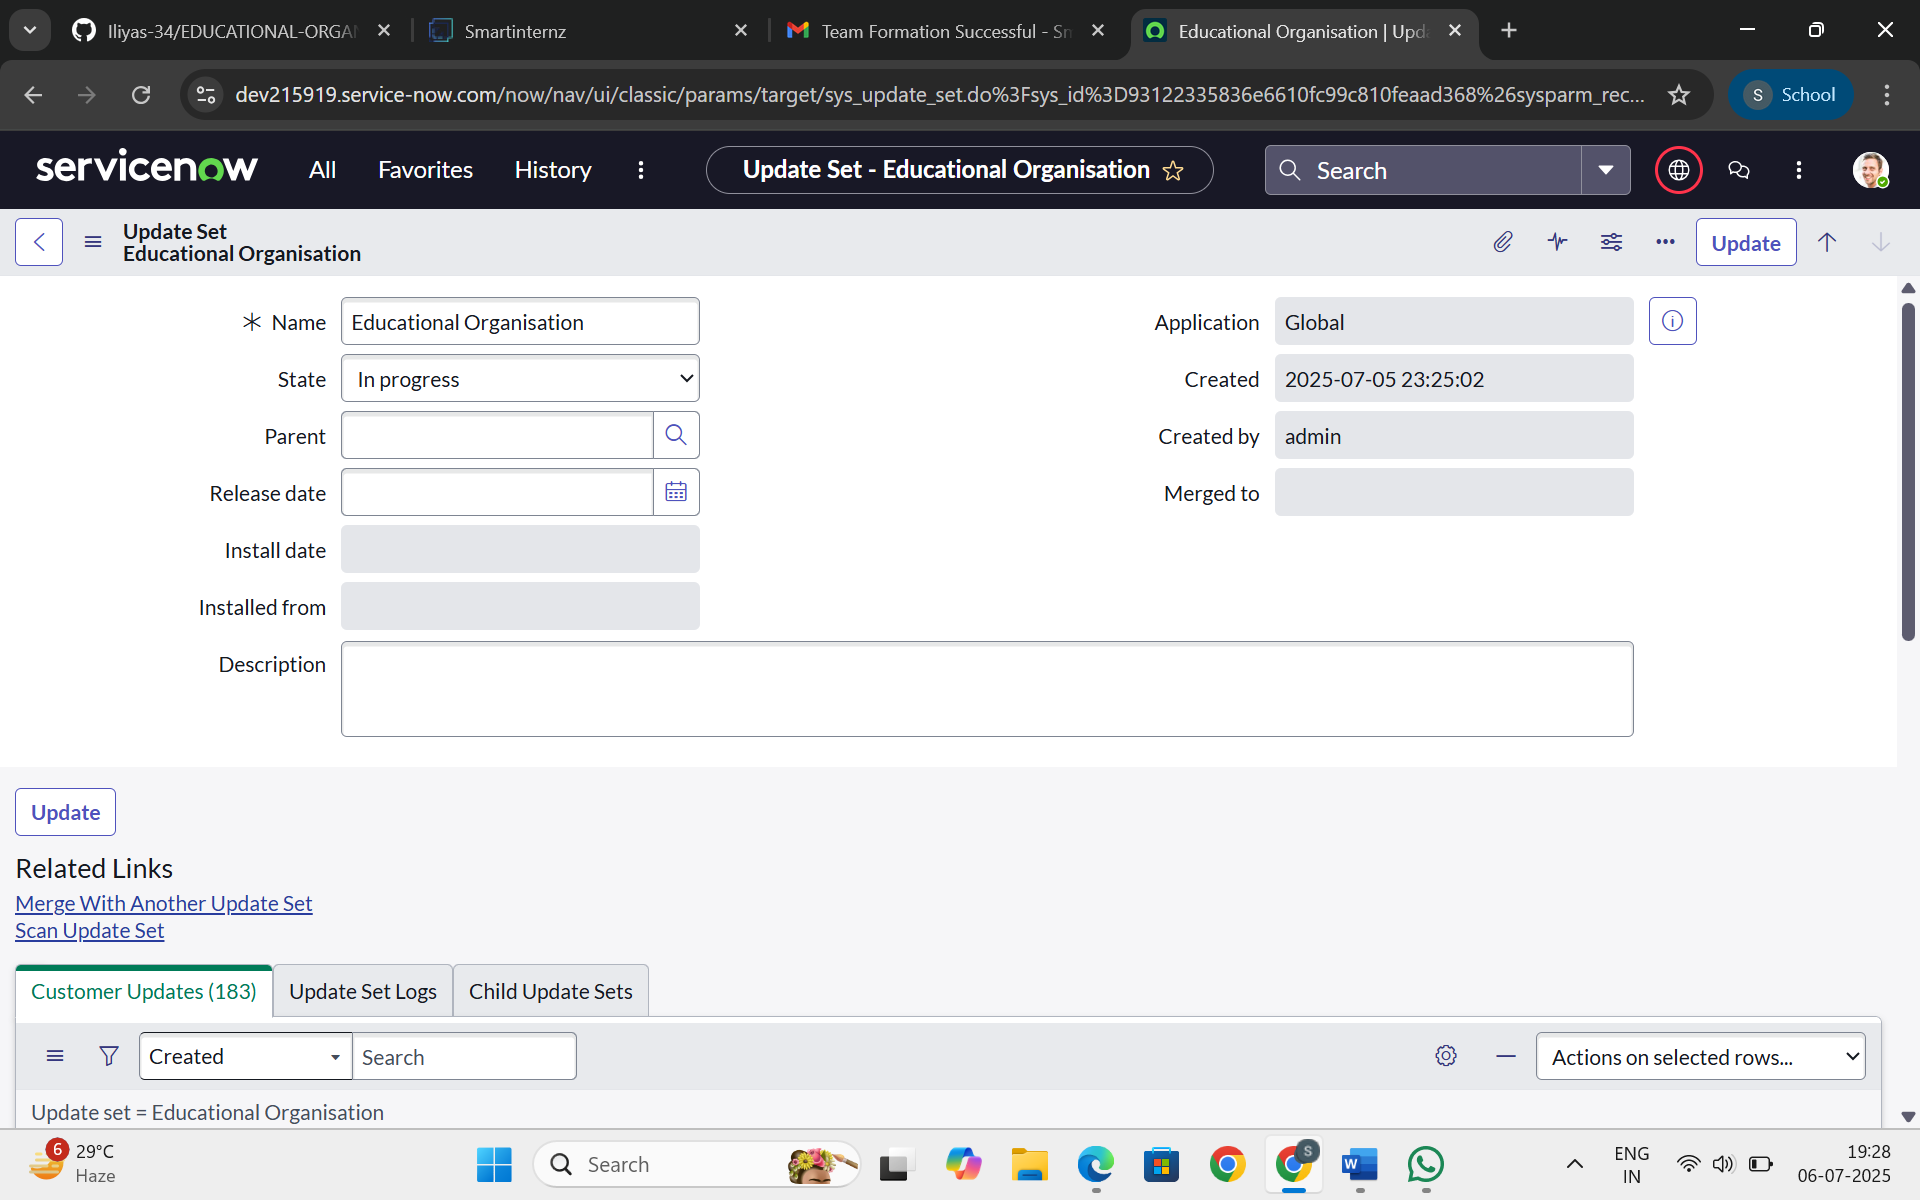 Iliyas-34/EDUCATIONAL-ORGAN
Smartinternz
Team Formation Successful - Sm
Educational Organisation | Upda
dev215919.service-now.com/now/nav/ui/classic/params/target/sys_update_set.do%3Fsys_id%3D93122335836e6610fc99c810feaad368%26sysparm_rec...
S School
servicenow
All
Favorites
History
Update Set - Educational Organisation
Search
Update Set
Educational Organisation
Update
Name
Educational Organisation
State
In progress
Parent
Release date
Install date
Installed from
Description
Application
Global
Created
2025-07-05 23:25:02
Created by
admin
Merged to
Update
Related Links
Merge With Another Update Set
Scan Update Set
Customer Updates (183)
Update Set Logs
Child Update Sets
Created
Search
Actions on selected rows...
Update set = Educational Organisation
6
29°C
Haze
Search
S
W
ENG
IN
19:28
06-07-2025